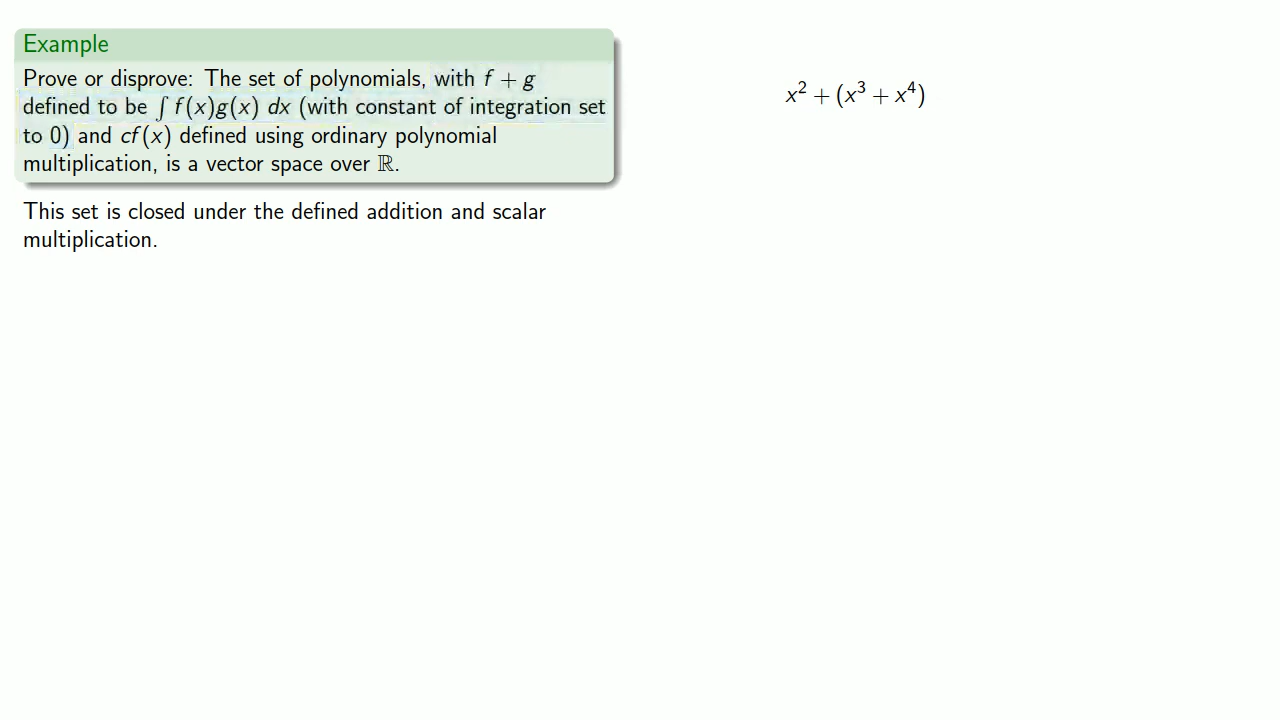 Example
Prove or disprove: The set of polynomials, with f + g
defined to be ∫ f(x)g(x) dx (with constant of integration set
to 0) and cf(x) defined using ordinary polynomial
multiplication, is a vector space over ℝ.
This set is closed under the defined addition and scalar
multiplication.
x² + (x³ + x⁴)